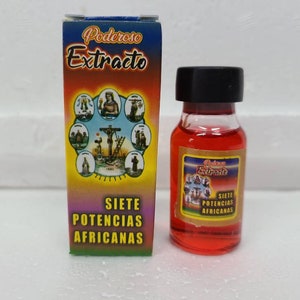 Poderoso
Extracto
SIETE
POTENCIAS
AFRICANAS
Poderoso
Extracto
SIETE
POTENCIAS
AFRICANAS